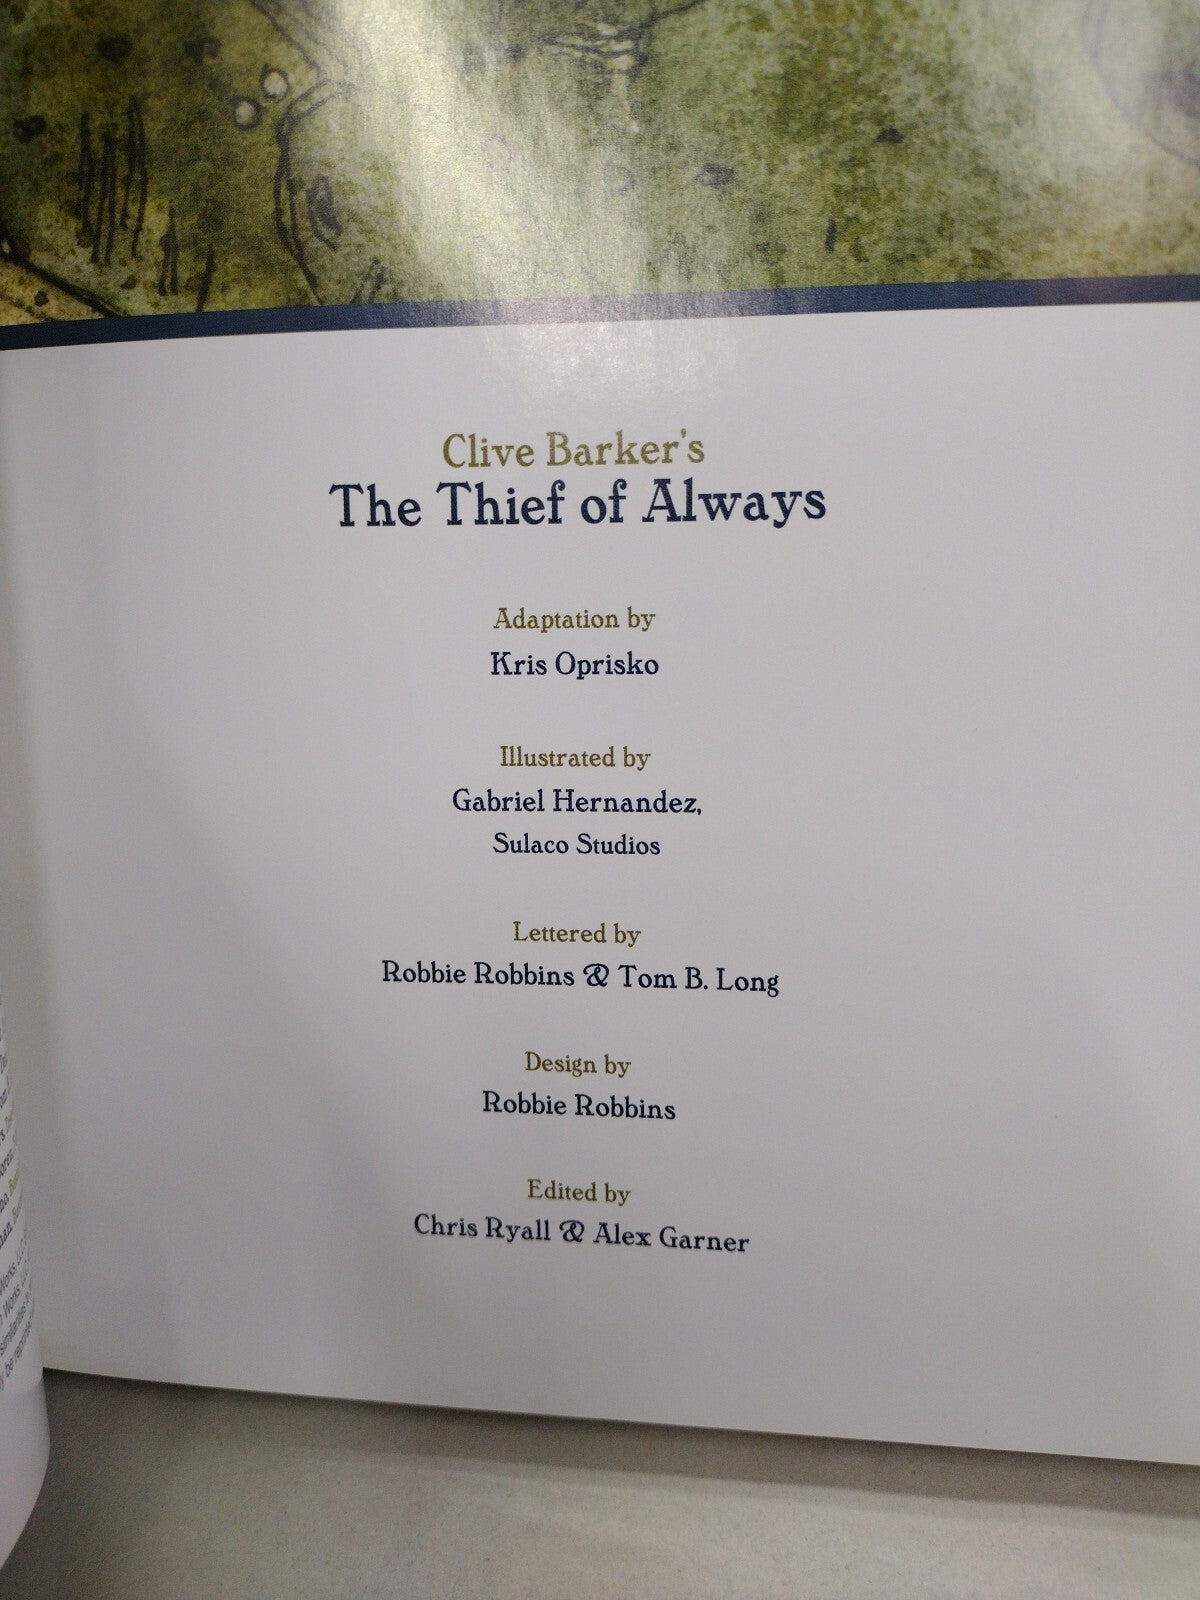 Clive Barker's
The Thief of Always
Adaptation by
Kris Oprisko
Illustrated by
Gabriel Hernandez,
Sulaco Studios
Lettered by
Robbie Robbins & Tom B. Long
Design by
Robbie Robbins
Edited by
Chris Ryall & Alex Garner